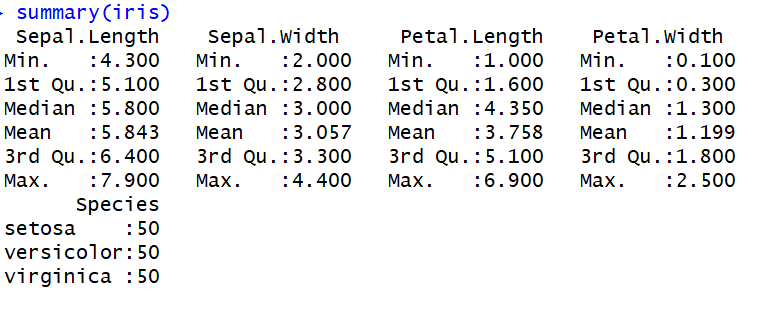 > summary(iris)
  Sepal.Length    Sepal.Width     Petal.Length    Petal.Width   
 Min.   :4.300   Min.   :2.000   Min.   :1.000   Min.   :0.100  
 1st Qu.:5.100   1st Qu.:2.800   1st Qu.:1.600   1st Qu.:0.300  
 Median :5.800   Median :3.000   Median :4.350   Median :1.300  
 Mean   :5.843   Mean   :3.057   Mean   :3.758   Mean   :1.199  
 3rd Qu.:6.400   3rd Qu.:3.300   3rd Qu.:5.100   3rd Qu.:1.800  
 Max.   :7.900   Max.   :4.400   Max.   :6.900   Max.   :2.500  
       Species  
 setosa    :50  
 versicolor:50  
 virginica :50